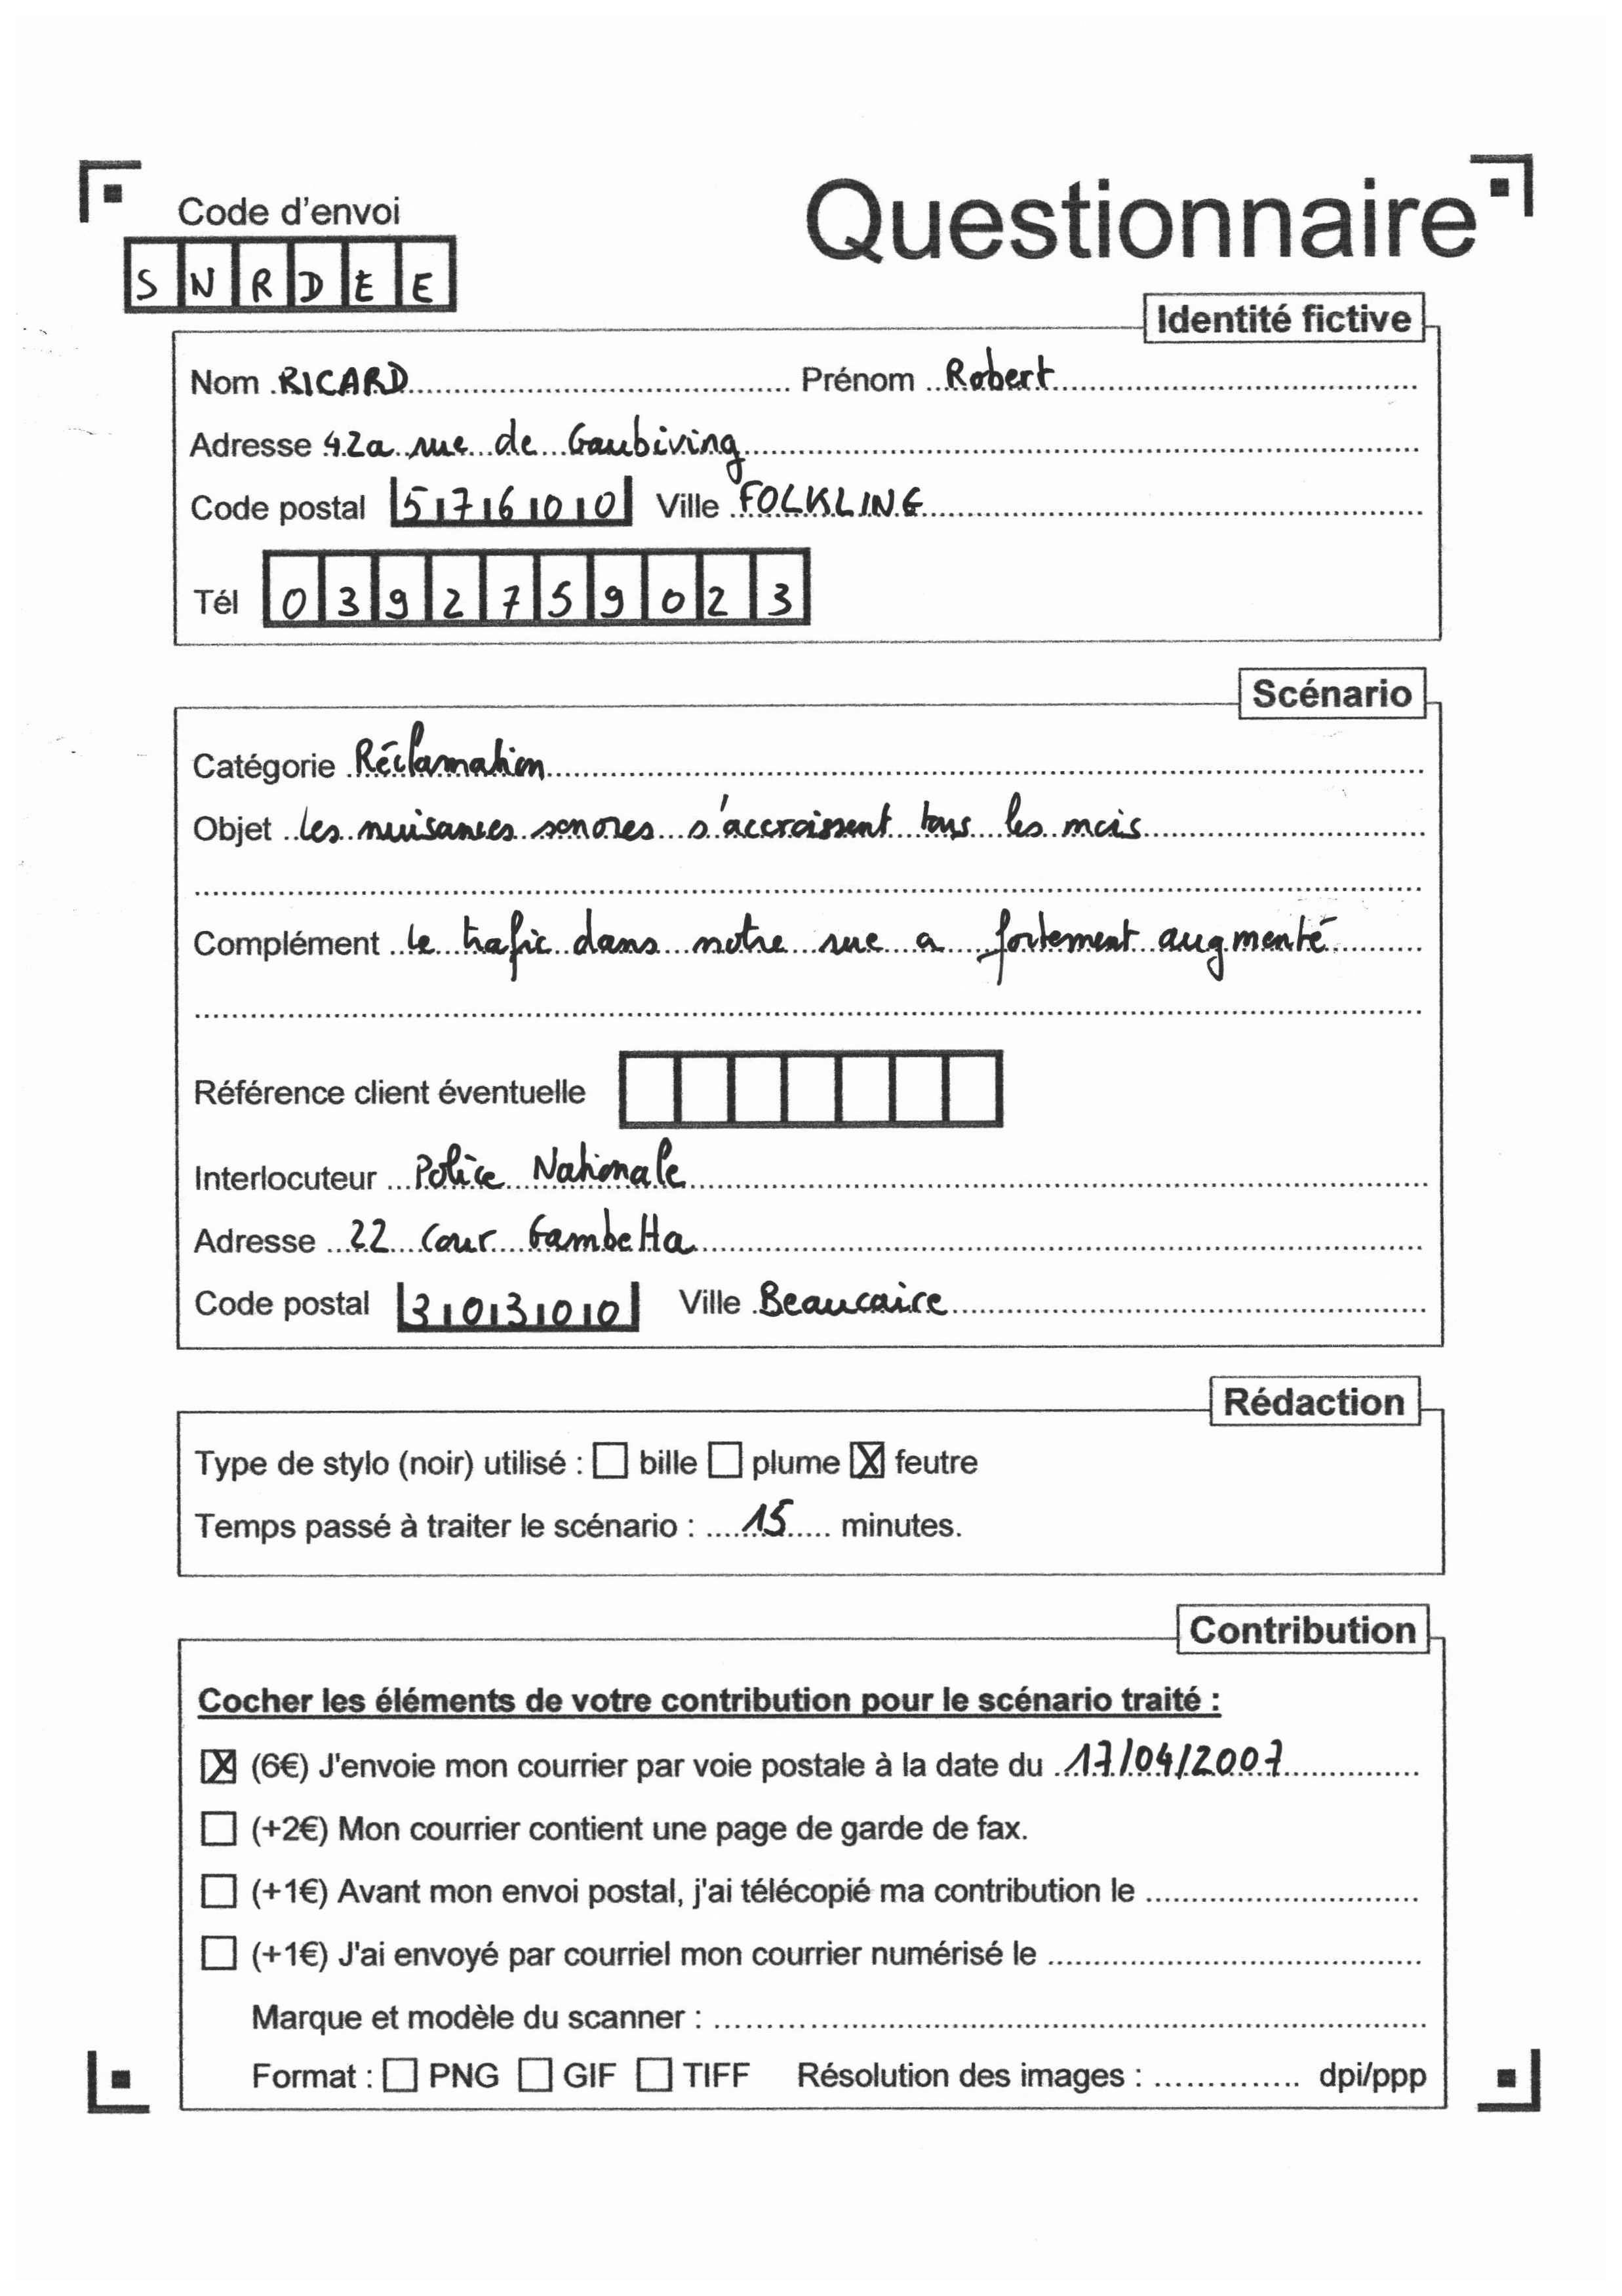 Code d'envoi
Questionnaire
S N R D E E
Identité fictive
Nom RICARD Prénom Robert
Adresse 42a rue de Gaubiving
Code postal 57600 Ville FOLKLING
Tél 0392759023
Scénario
Catégorie Réclamation
Objet Les nuisances sonores s'accroissent tous les mois
Complément Le trafic dans notre rue a fortement augmenté
Référence client éventuelle
Interlocuteur Police Nationale
Adresse 22 Cour Gambetta
Code postal 30300 Ville Beaucaire
Rédaction
Type de stylo (noir) utilisé : ☐ bille ☐ plume ☒ feutre
Temps passé à traiter le scénario : 15 minutes.
Contribution
Cocher les éléments de votre contribution pour le scénario traité :
☒ (6€) J'envoie mon courrier par voie postale à la date du 17/04/2007
☐ (+2€) Mon courrier contient une page de garde de fax.
☐ (+1€) Avant mon envoi postal, j'ai télécopié ma contribution le
☐ (+1€) J'ai envoyé par courriel mon courrier numérisé le
Marque et modèle du scanner :
Format : ☐ PNG ☐ GIF ☐ TIFF Résolution des images : dpi/ppp